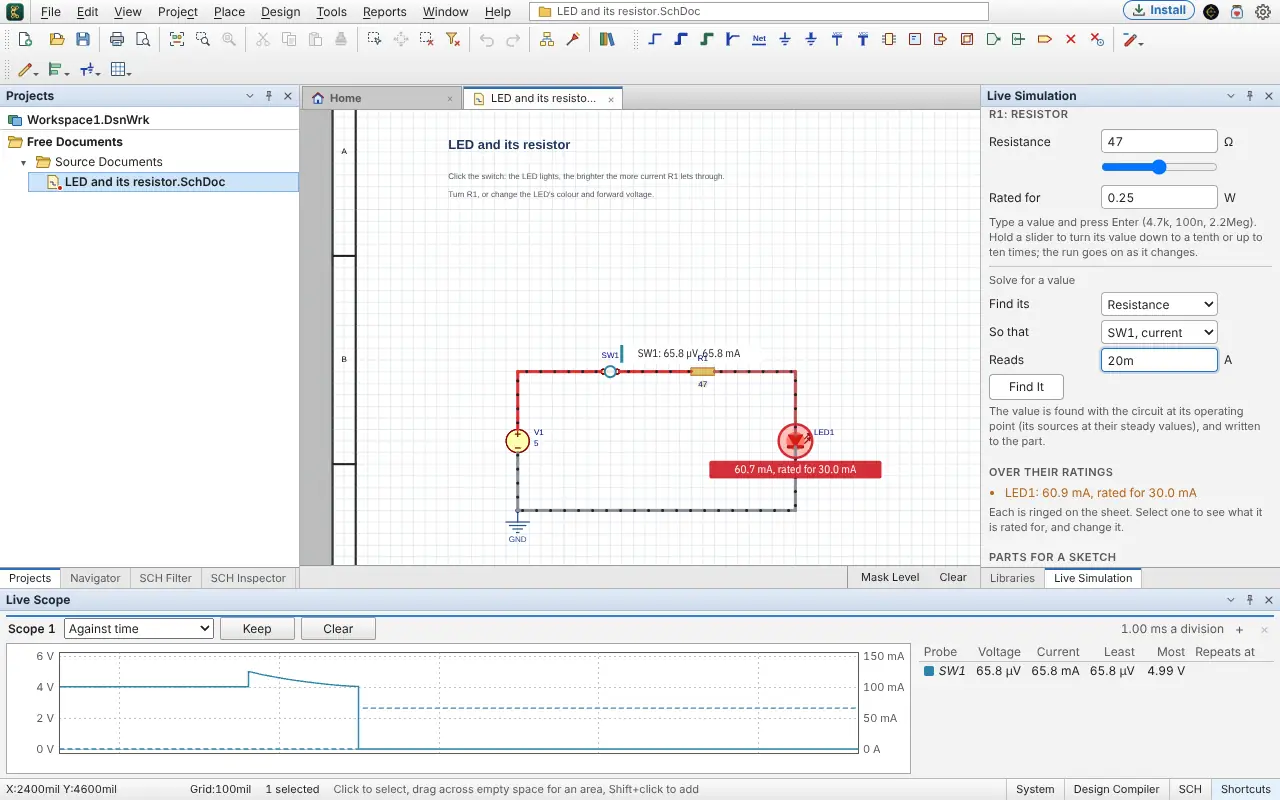 File Edit View Project Place Design Tools Reports Window Help
LED and its resistor.SchDoc
Install
Net
Projects
Workspace1.DsnWrk
Free Documents
Source Documents
LED and its resistor.SchDoc
Projects Navigator SCH Filter SCH Inspector
Home
LED and its resisto...
A
LED and its resistor
Click the switch: the LED lights, the brighter the more current R1 lets through.
Turn R1, or change the LED's colour and forward voltage.
B
SW1
SW1: 65.8 µV, 65.8 mA
R1
47
V1
5
LED1
60.7 mA, rated for 30.0 mA
GND
Mask Level Clear
Live Simulation
R1: RESISTOR
Resistance 47 Ω
Rated for 0.25 W
Type a value and press Enter (4.7k, 100n, 2.2Meg).
Hold a slider to turn its value down to a tenth or up to
ten times; the run goes on as it changes.
Solve for a value
Find its Resistance
So that SW1, current
Reads 20m A
Find It
The value is found with the circuit at its operating
point (its sources at their steady values), and written
to the part.
OVER THEIR RATINGS
• LED1: 60.9 mA, rated for 30.0 mA
Each is ringed on the sheet. Select one to see what it
is rated for, and change it.
PARTS FOR A SKETCH
Libraries Live Simulation
Live Scope
Scope 1 Against time Keep Clear
1.00 ms a division
6 V
4 V
2 V
0 V
150 mA
100 mA
50 mA
0 A
Probe Voltage Current Least Most Repeats at
SW1 65.8 µV 65.8 mA 65.8 µV 4.99 V
X:2400mil Y:4600mil Grid:100mil 1 selected Click to select, drag across empty space for an area, Shift+click to add
System Design Compiler SCH Shortcuts